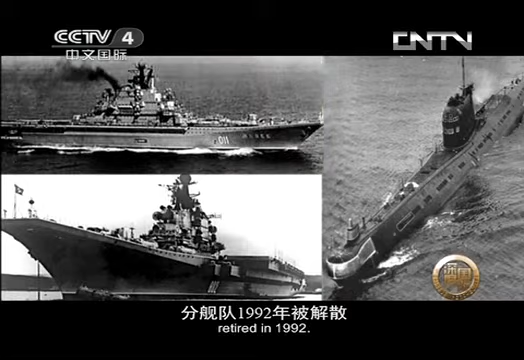 CCTV 4
中文国际
CNTV
011
分舰队1992年被解散
retired in 1992.